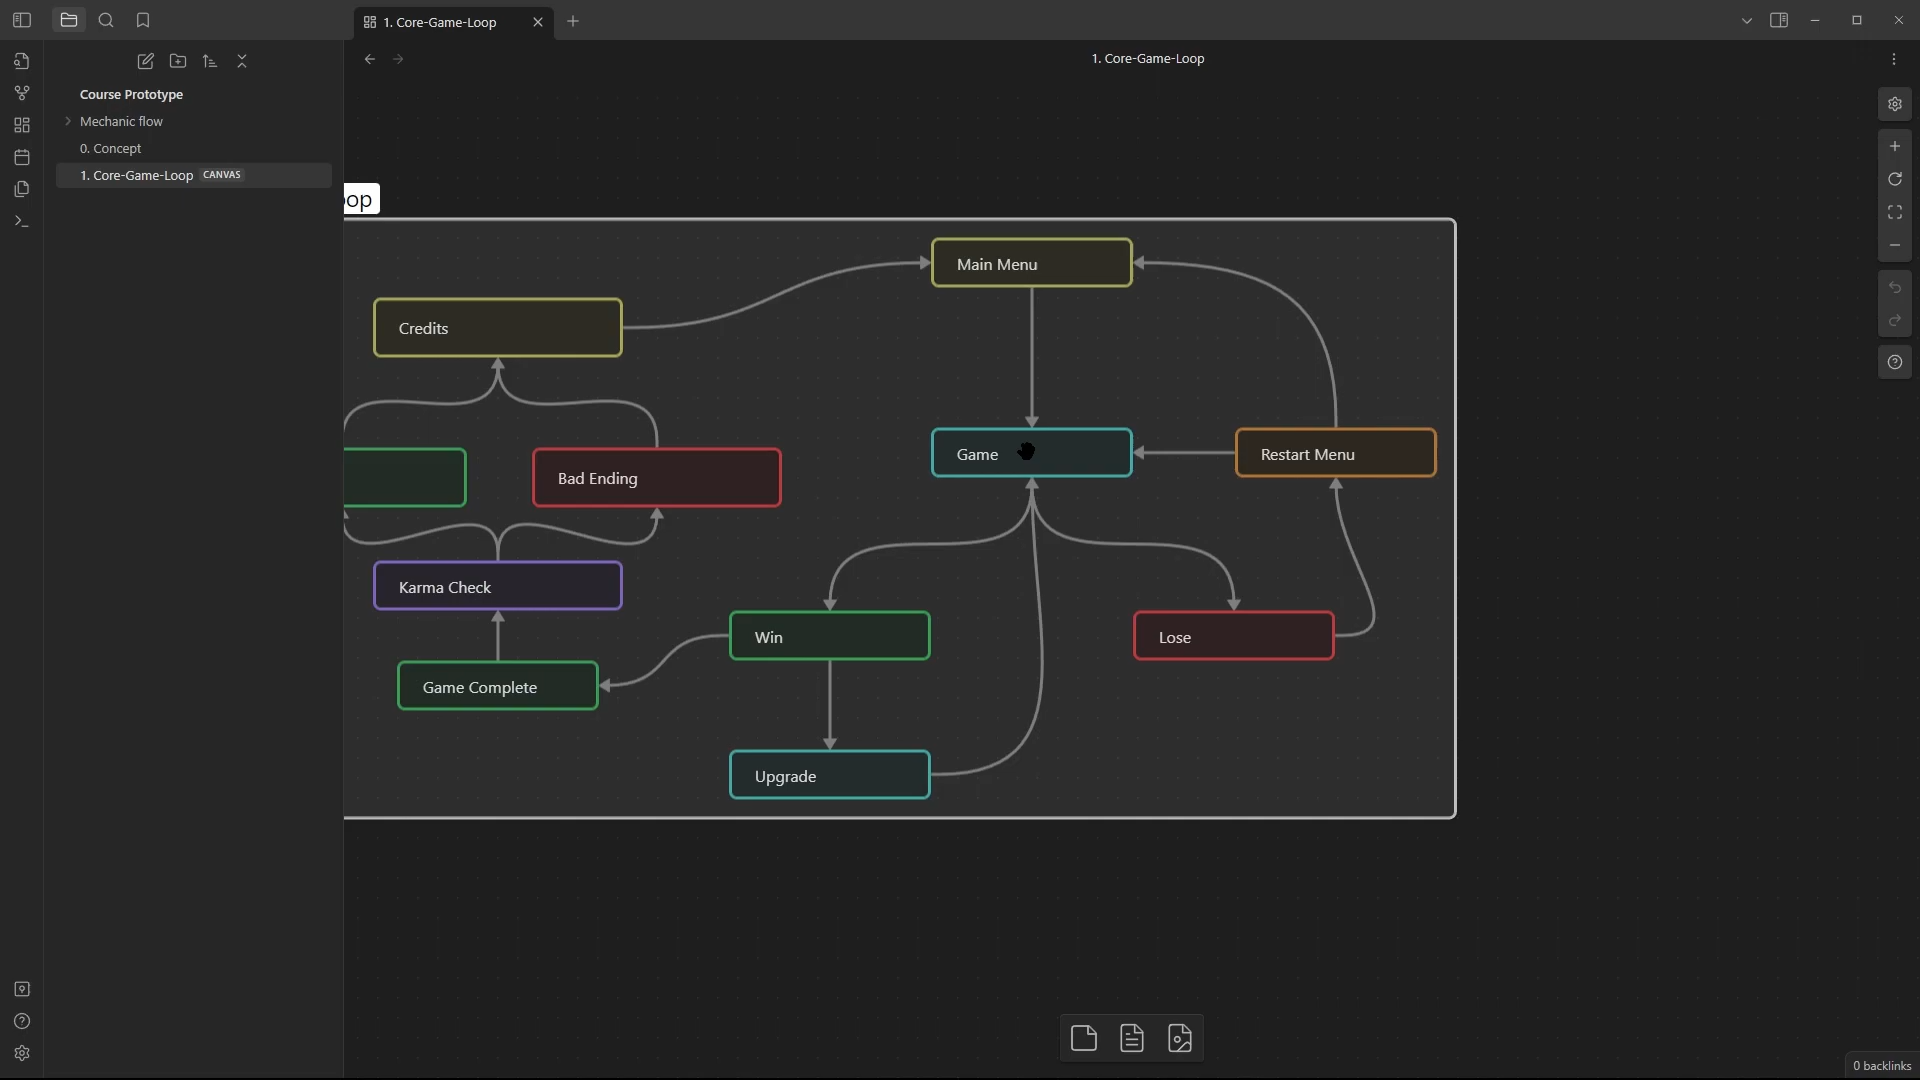 1. Core-Game-Loop
1. Core-Game-Loop
Course Prototype
Mechanic flow
0. Concept
1. Core-Game-Loop CANVAS
oop
Main Menu
Credits
Game
Restart Menu
Bad Ending
Karma Check
Win
Lose
Game Complete
Upgrade
0 backlinks